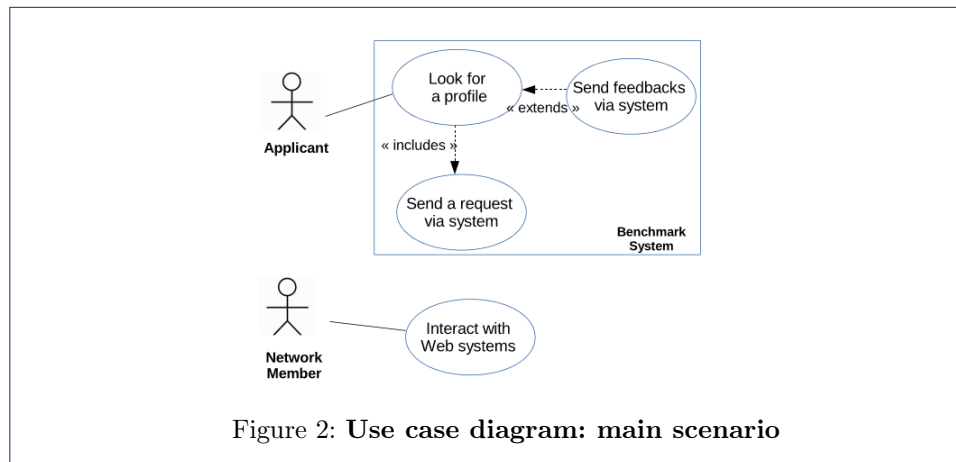 Look for
a profile
Send feedbacks
via system
« extends »
Applicant
« includes »
Send a request
via system
Benchmark
System
Interact with
Web systems
Network
Member
Figure 2: Use case diagram: main scenario